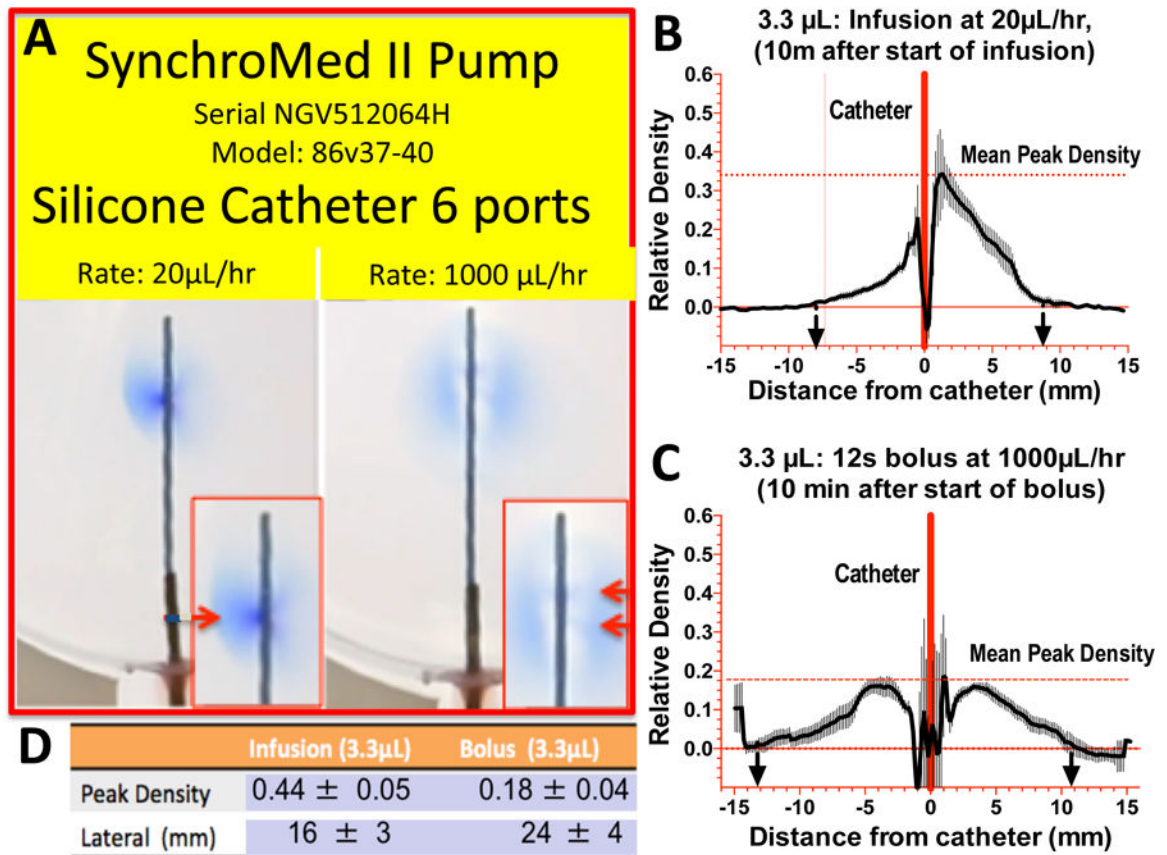 A
SynchroMed II Pump
Serial NGV512064H
Model: 86v37-40
Silicone Catheter 6 ports
Rate: 20µL/hr
Rate: 1000 µL/hr
B
3.3 µL: Infusion at 20µL/hr,
(10m after start of infusion)
0.6
0.5
0.4
0.3
0.2
0.1
0.0
Relative Density
Catheter
Mean Peak Density
-15 -10 -5 0 5 10 15
Distance from catheter (mm)
C
3.3 µL: 12s bolus at 1000µL/hr
(10 min after start of bolus)
0.6
0.5
0.4
0.3
0.2
0.1
0.0
Relative Density
Catheter
Mean Peak Density
-15 -10 -5 0 5 10 15
Distance from catheter (mm)
D
Infusion (3.3µL) Bolus (3.3µL)
Peak Density 0.44 ± 0.05 0.18 ± 0.04
Lateral (mm) 16 ± 3 24 ± 4